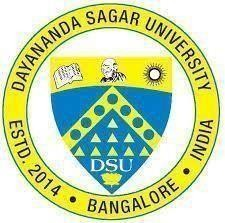 DAYANANDA SAGAR UNIVERSITY
DSU
ESTD. 2014 • BANGALORE • INDIA